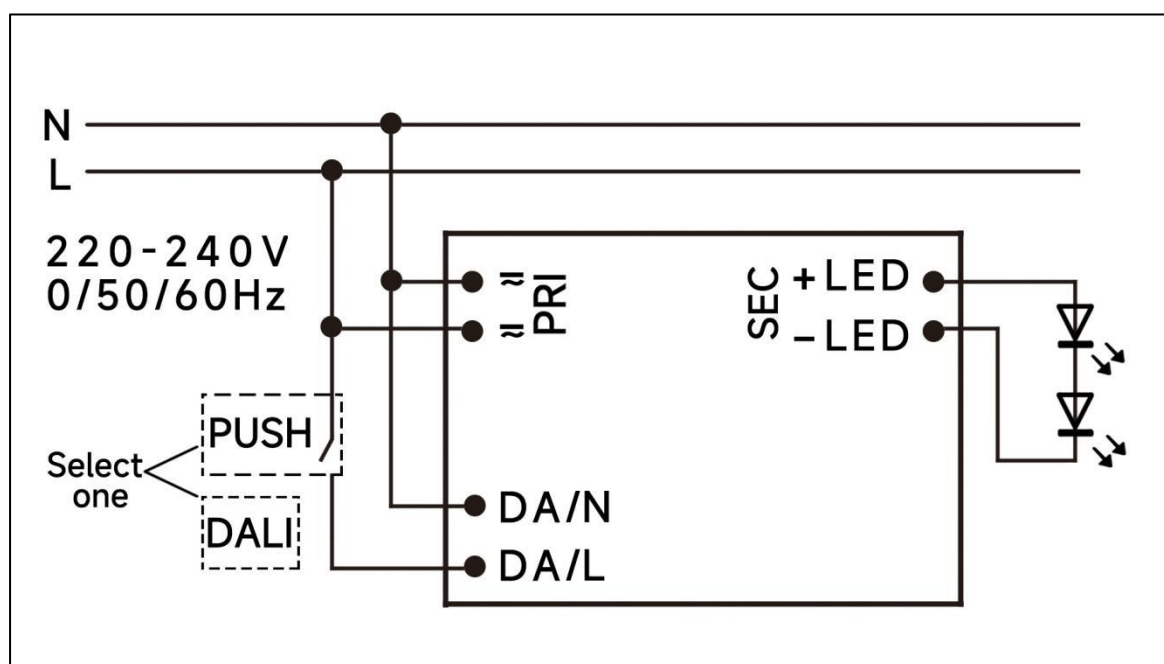 N
L
220-240V
0/50/60Hz
≂ PRI
≂
SEC
+LED
-LED
PUSH
Select
one
DALI
DA/N
DA/L